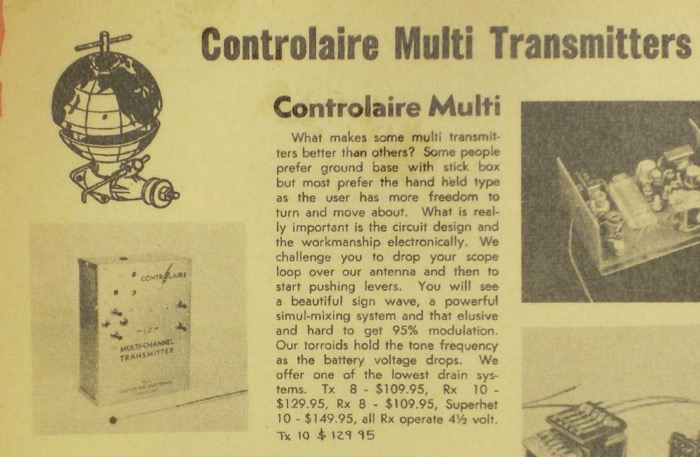 Controlaire Multi Transmitters
Controlaire Multi
What makes some multi transmit-
ters better than others? Some people
prefer ground base with stick box
but most prefer the hand held type
as the user has more freedom to
turn and move about. What is real-
ly important is the circuit design and
the workmanship electronically. We
challenge you to drop your scope
loop over our antenna and then to
start pushing levers. You will see
a beautiful sign wave, a powerful
simul-mixing system and that elusive
and hard to get 95% modulation.
Our torroids hold the tone frequency
as the battery voltage drops. We
offer one of the lowest drain sys-
tems. Tx 8 - $109.95, Rx 10 -
$129.95, Rx 8 - $109.95, Superhet
10 - $149.95, all Rx operate 4½ volt.
Tx 10 $ 129 95
CONTROLAIRE
MULTI-CHANNEL
TRANSMITTER